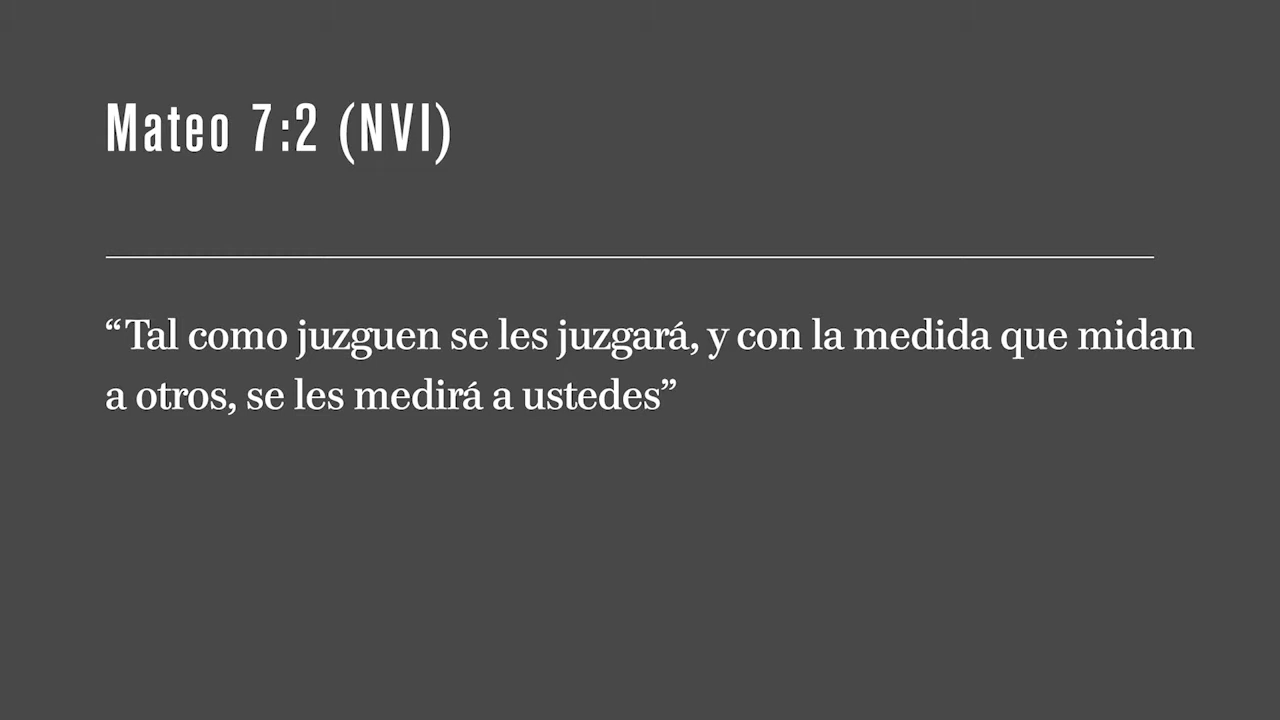 Mateo 7:2 (NVI)
“Tal como juzguen se les juzgará, y con la medida que midan
a otros, se les medirá a ustedes”